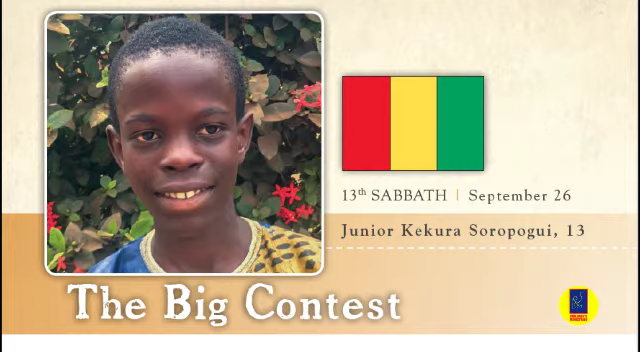 13th SABBATH | September 26
Junior Kekura Soropogui, 13
The Big Contest